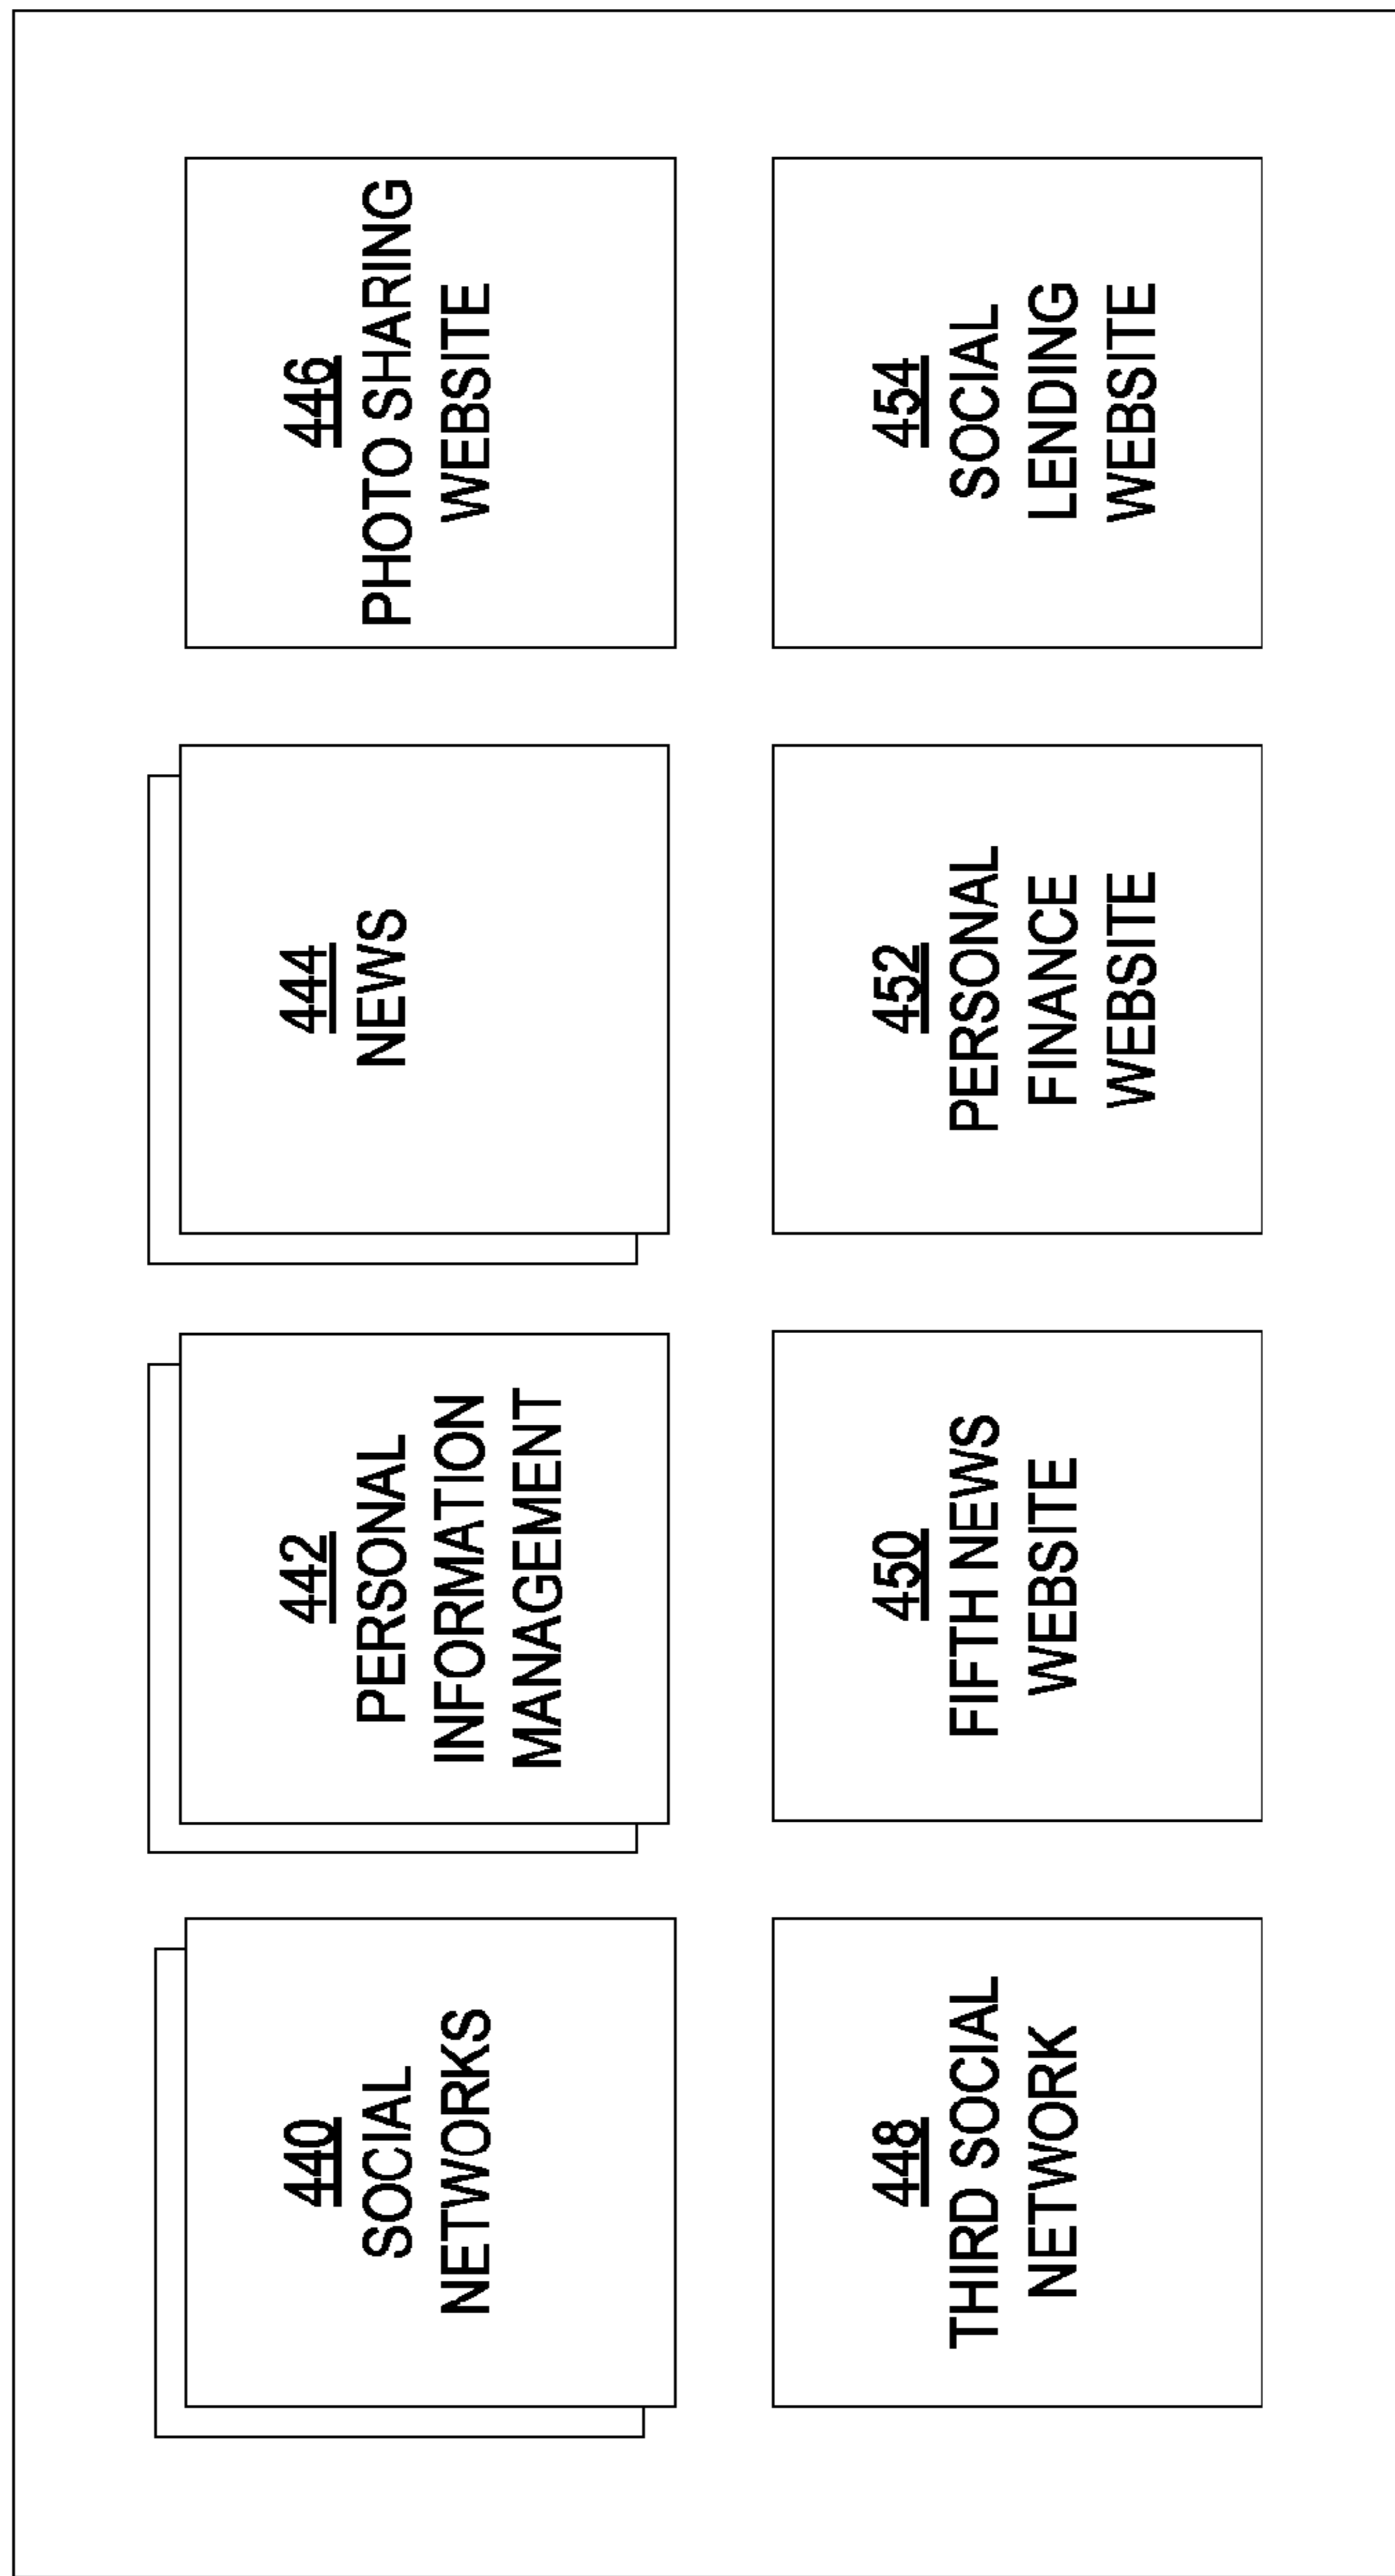 440
SOCIAL
NETWORKS
442
PERSONAL
INFORMATION
MANAGEMENT
444
NEWS
446
PHOTO SHARING
WEBSITE
448
THIRD SOCIAL
NETWORK
450
FIFTH NEWS
WEBSITE
452
PERSONAL
FINANCE
WEBSITE
454
SOCIAL
LENDING
WEBSITE